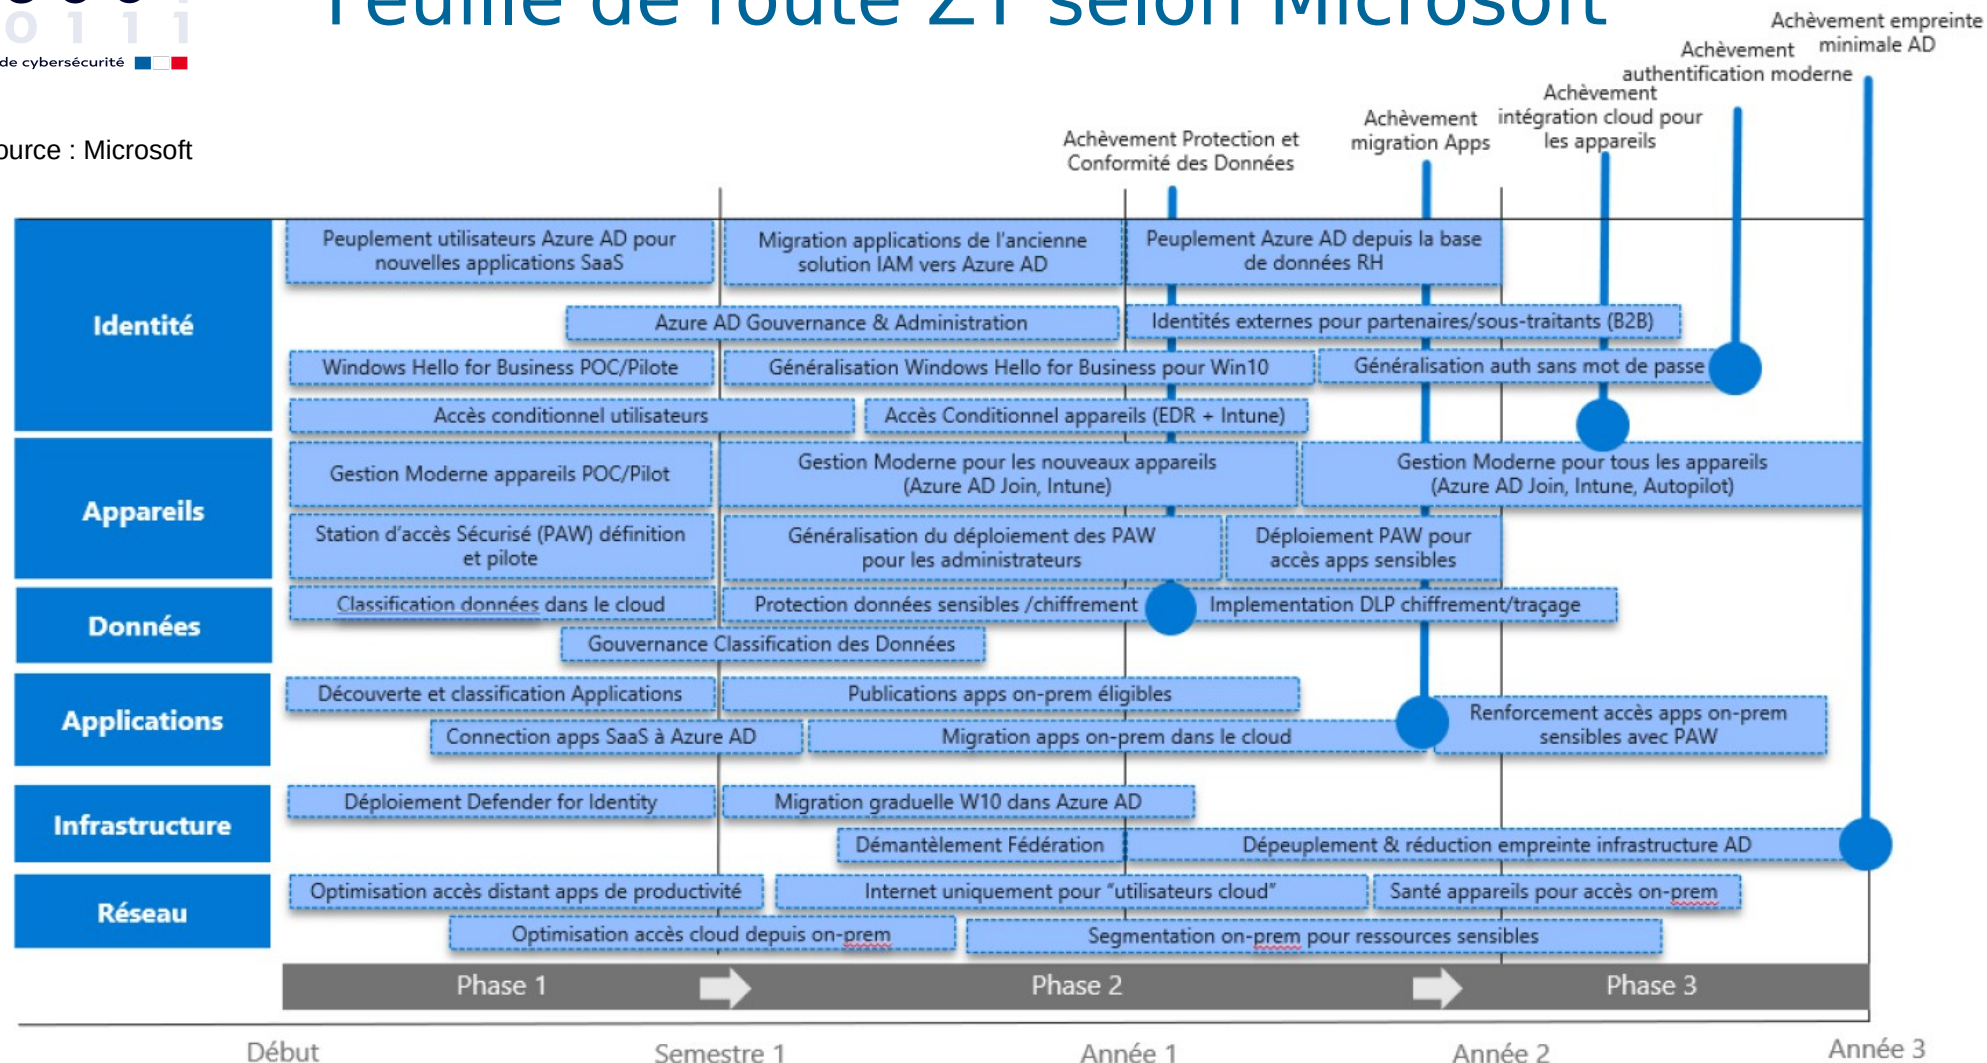 Feuille de route ZT selon Microsoft
de cybersécurité
Source : Microsoft
Achèvement Protection et
Conformité des Données
Achèvement
migration Apps
Achèvement
intégration cloud pour
les appareils
Achèvement
authentification moderne
Achèvement empreinte
minimale AD
Identité
Peuplement utilisateurs Azure AD pour
nouvelles applications SaaS
Migration applications de l'ancienne
solution IAM vers Azure AD
Peuplement Azure AD depuis la base
de données RH
Azure AD Gouvernance & Administration
Identités externes pour partenaires/sous-traitants (B2B)
Windows Hello for Business POC/Pilote
Généralisation Windows Hello for Business pour Win10
Généralisation auth sans mot de passe
Accès conditionnel utilisateurs
Accès Conditionnel appareils (EDR + Intune)
Appareils
Gestion Moderne appareils POC/Pilot
Gestion Moderne pour les nouveaux appareils
(Azure AD Join, Intune)
Gestion Moderne pour tous les appareils
(Azure AD Join, Intune, Autopilot)
Station d'accès Sécurisé (PAW) définition
et pilote
Généralisation du déploiement des PAW
pour les administrateurs
Déploiement PAW pour
accès apps sensibles
Données
Classification données dans le cloud
Protection données sensibles /chiffrement
Implementation DLP chiffrement/traçage
Gouvernance Classification des Données
Applications
Découverte et classification Applications
Publications apps on-prem éligibles
Connection apps SaaS à Azure AD
Migration apps on-prem dans le cloud
Renforcement accès apps on-prem
sensibles avec PAW
Infrastructure
Déploiement Defender for Identity
Migration graduelle W10 dans Azure AD
Démantèlement Fédération
Dépeuplement & réduction empreinte infrastructure AD
Réseau
Optimisation accès distant apps de productivité
Internet uniquement pour "utilisateurs cloud"
Santé appareils pour accès on-prem
Optimisation accès cloud depuis on-prem
Segmentation on-prem pour ressources sensibles
Phase 1
Phase 2
Phase 3
Début
Semestre 1
Année 1
Année 2
Année 3